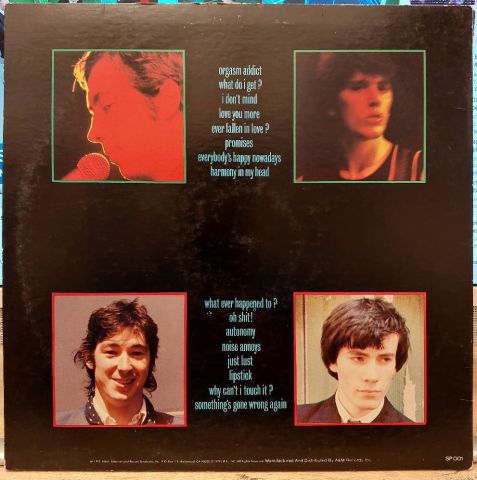 orgasm addict
what do i get?
i don't mind
love you more
ever fallen in love?
promises
everybody's happy nowadays
harmony in my head
what ever happened to?
oh shit!
autonomy
noise annoys
just lust
lipstick
why can't i touch it?
something's gone wrong again
Manufactured And Distributed By A&M Records, Inc.
SP 001